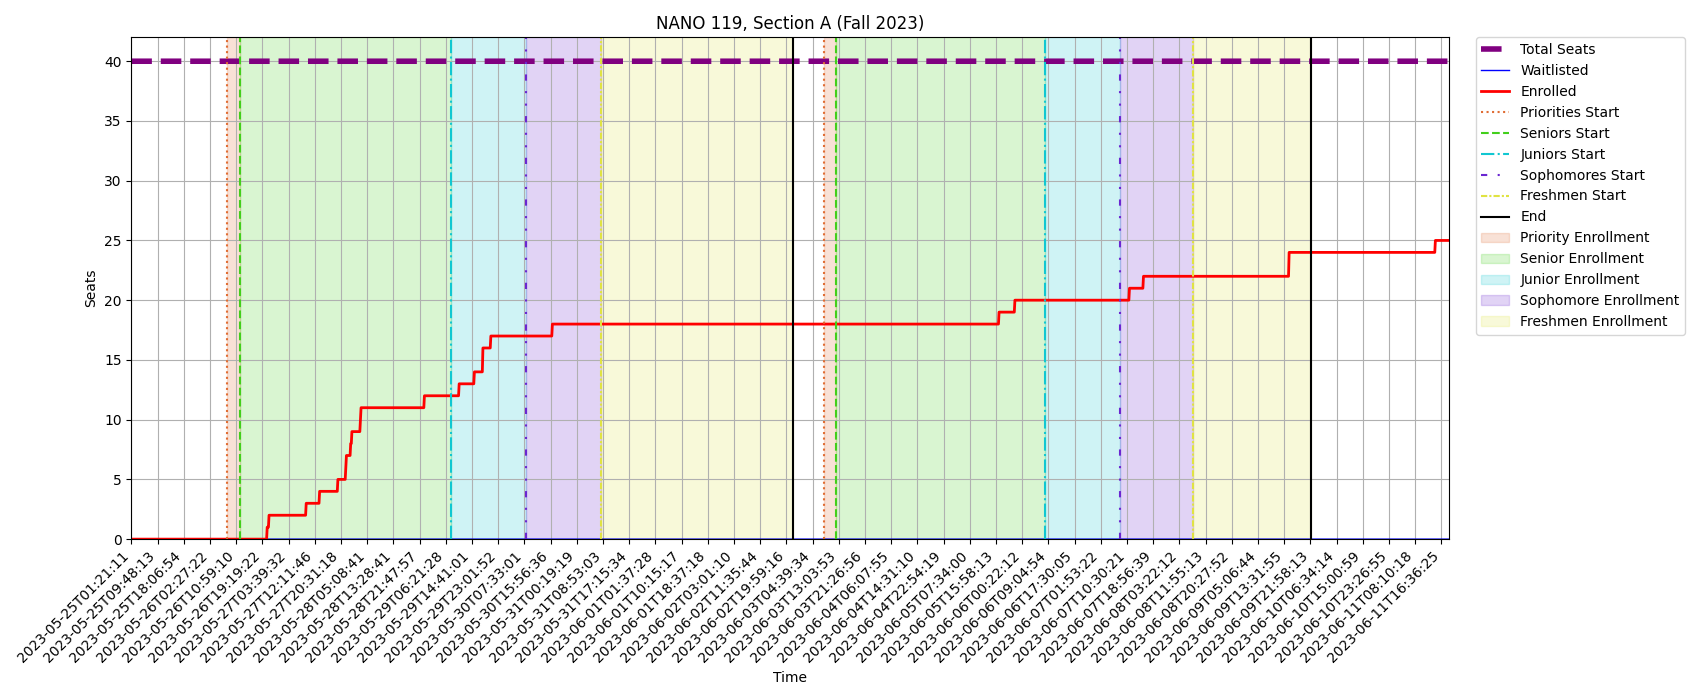 NANO 119, Section A (Fall 2023)
Total Seats
Waitlisted
Enrolled
Priorities Start
Seniors Start
Juniors Start
Sophomores Start
Freshmen Start
End
Priority Enrollment
Senior Enrollment
Junior Enrollment
Sophomore Enrollment
Freshmen Enrollment
Seats
40
35
30
25
20
15
10
5
0
2023-05-25T01:21:11
2023-05-25T09:48:13
2023-05-25T18:06:54
2023-05-26T02:27:22
2023-05-26T10:59:10
2023-05-26T19:19:22
2023-05-27T03:39:32
2023-05-27T12:11:46
2023-05-27T20:31:18
2023-05-28T05:08:41
2023-05-28T13:28:41
2023-05-28T21:47:57
2023-05-29T06:21:28
2023-05-29T14:41:01
2023-05-29T23:01:52
2023-05-30T07:33:01
2023-05-30T15:56:36
2023-05-31T00:19:19
2023-05-31T08:53:03
2023-05-31T17:15:34
2023-06-01T01:37:28
2023-06-01T10:15:17
2023-06-01T18:37:18
2023-06-02T03:01:10
2023-06-02T11:35:44
2023-06-02T19:59:16
2023-06-03T04:39:34
2023-06-03T13:03:53
2023-06-03T21:26:56
2023-06-04T06:07:55
2023-06-04T14:31:10
2023-06-04T22:54:19
2023-06-05T07:34:00
2023-06-05T15:58:13
2023-06-06T00:22:12
2023-06-06T09:04:54
2023-06-06T17:30:05
2023-06-07T01:53:22
2023-06-07T10:30:21
2023-06-07T18:56:39
2023-06-08T03:22:12
2023-06-08T11:55:13
2023-06-08T20:27:52
2023-06-09T05:06:44
2023-06-09T13:31:55
2023-06-09T21:58:13
2023-06-10T06:34:14
2023-06-10T15:00:59
2023-06-10T23:26:55
2023-06-11T08:10:18
2023-06-11T16:36:25
Time